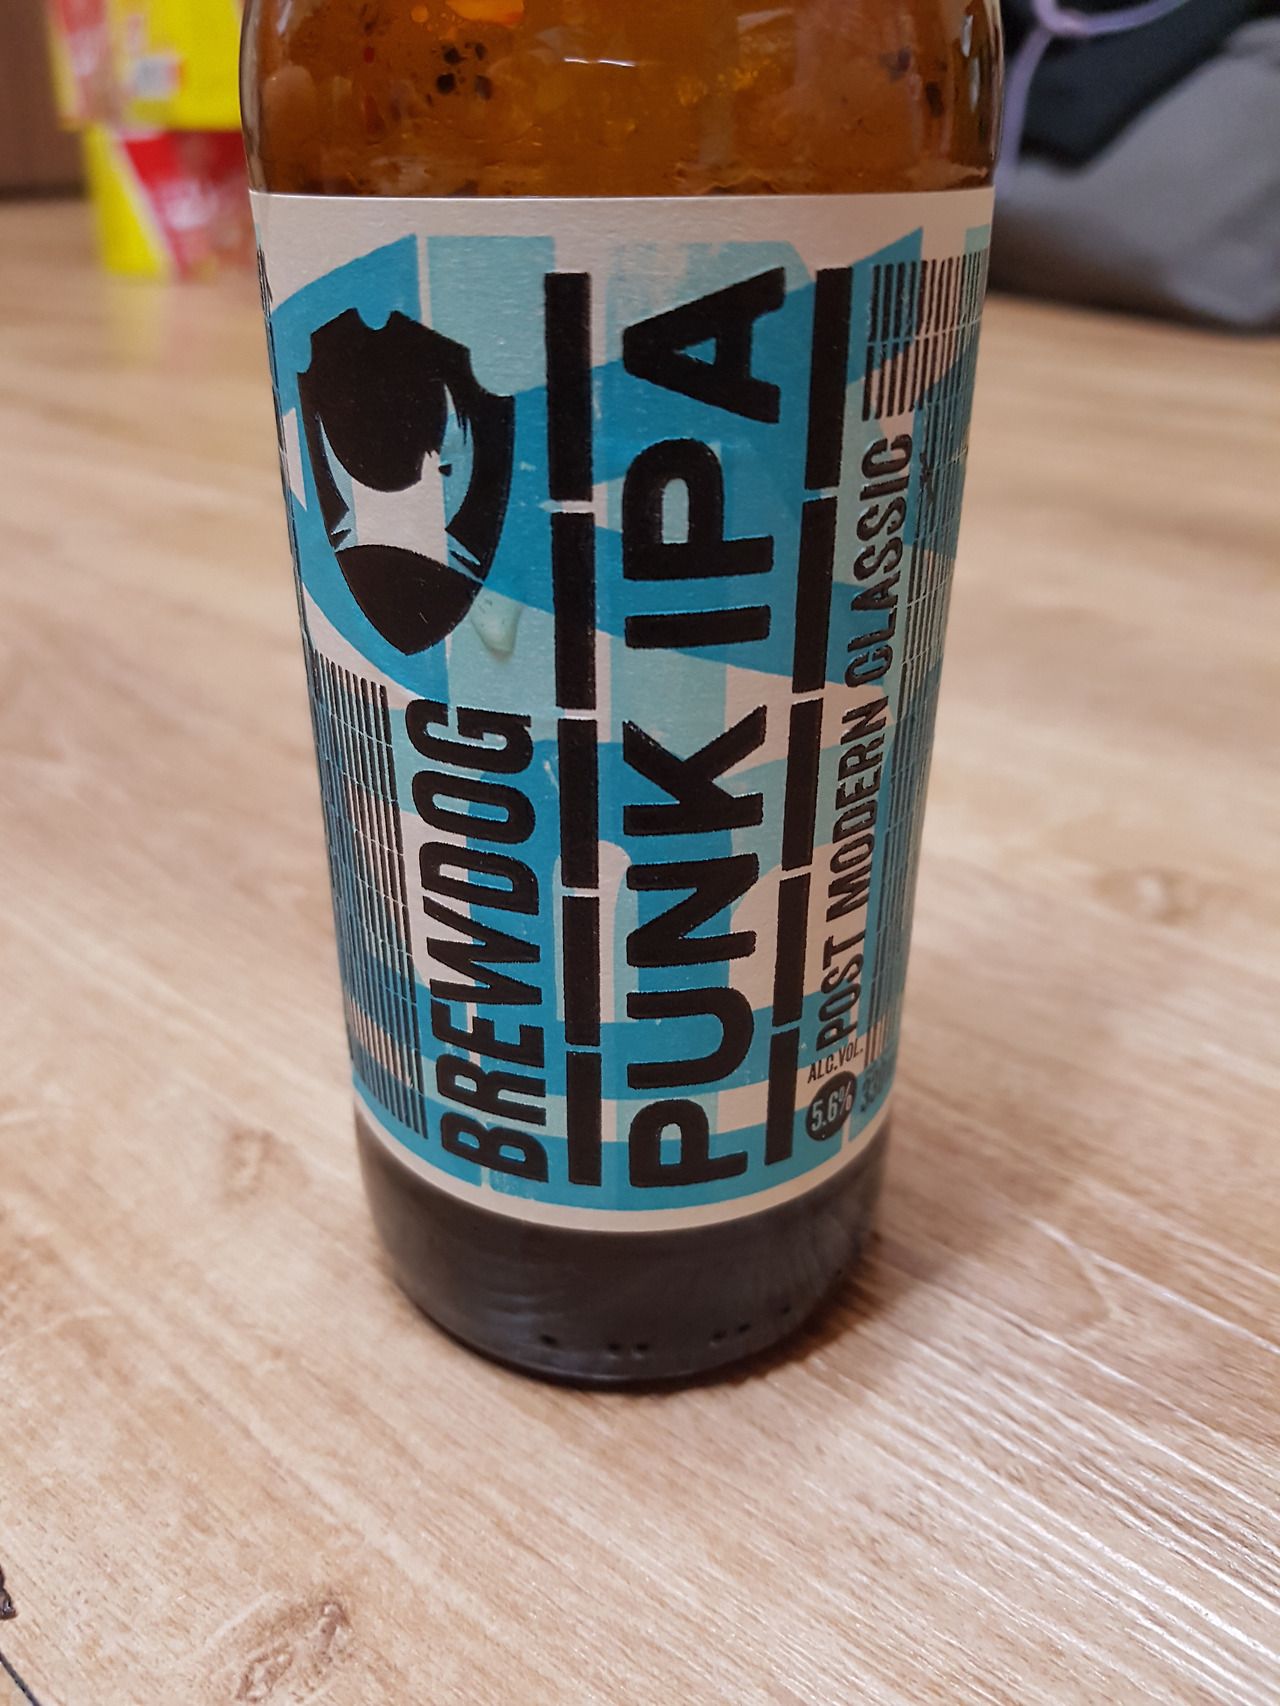 BREWDOG
PUNK IPA
POST MODERN CLASSIC
ALC.VOL.
5.6%